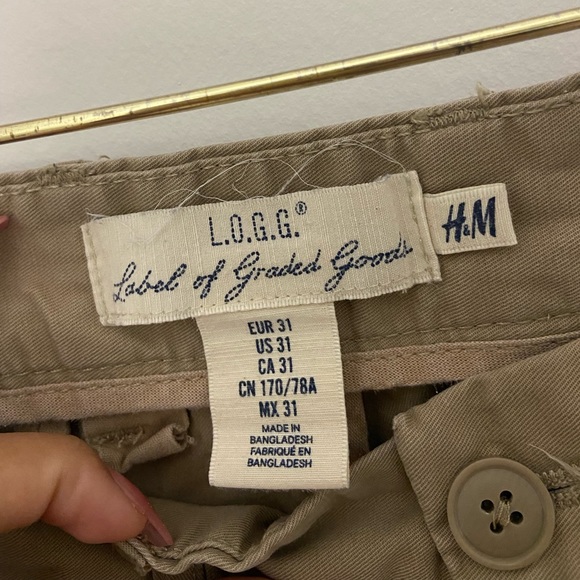 L.O.G.G.®
Label of Graded Goods
H&M
EUR 31
US 31
CA 31
CN 170/78A
MX 31
MADE IN
BANGLADESH
FABRIQUÉ EN
BANGLADESH